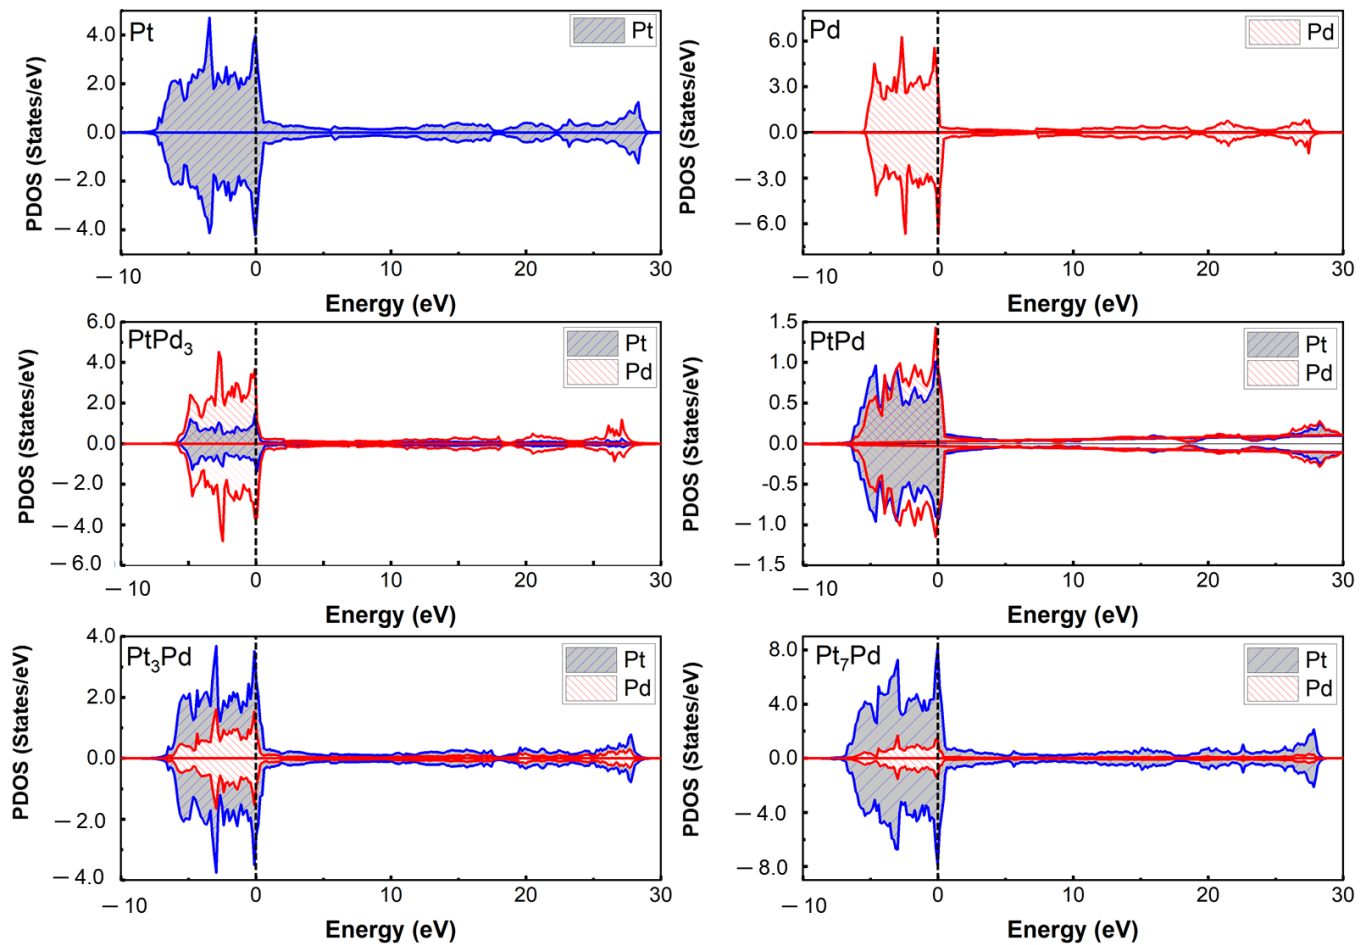 Pt
Pt
4.0
2.0
0.0
－2.0
－4.0
PDOS (States/eV)
－10
0
10
20
30
Energy (eV)
Pd
Pd
6.0
3.0
0.0
－3.0
－6.0
PDOS (States/eV)
－10
0
10
20
30
Energy (eV)
PtPd3
Pt
Pd
6.0
4.0
2.0
0.0
－2.0
－4.0
－6.0
PDOS (States/eV)
－10
0
10
20
30
Energy (eV)
PtPd
Pt
Pd
1.5
1.0
0.5
0.0
-0.5
－1.0
－1.5
PDOS (States/eV)
－10
0
10
20
30
Energy (eV)
Pt3Pd
Pt
Pd
4.0
2.0
0.0
－2.0
－4.0
PDOS (States/eV)
－10
0
10
20
30
Energy (eV)
Pt7Pd
Pt
Pd
8.0
4.0
0.0
－4.0
－8.0
PDOS (States/eV)
－10
0
10
20
30
Energy (eV)